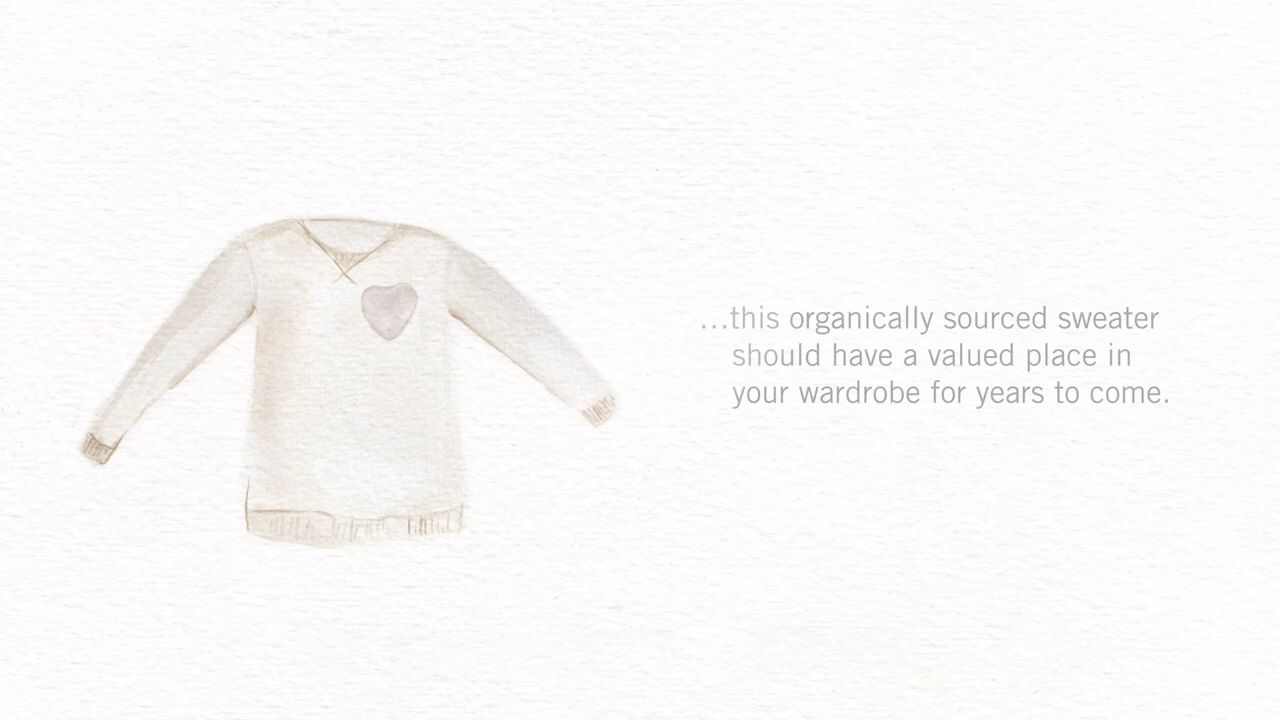 …this organically sourced sweater
should have a valued place in
your wardrobe for years to come.